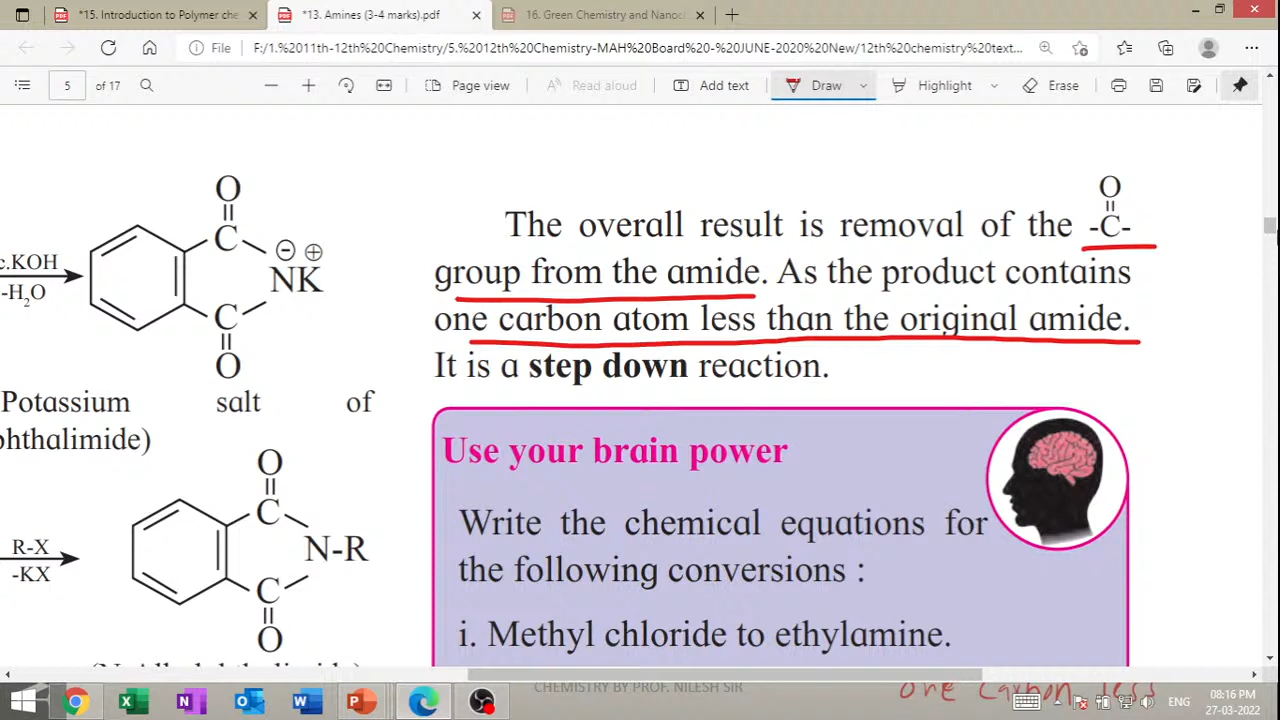 *15. Introduction to Polymer che
*13. Amines (3-4 marks).pdf
16. Green Chemistry and Nanoc
File
F:/1.%2011th-12th%20Chemistry/5.%2012th%20Chemistry-MAH%20Board%20-%20JUNE-2020%20New/12th%20chemistry%20text...
5 of 17
Page view
Read aloud
Add text
Draw
Highlight
Erase
O
C
c.KOH
-H₂O
⊖ ⊕
NK
C
O
Potassium salt of
phthalimide)
O
C
R-X
-KX
N-R
C
O
O
The overall result is removal of the -C-
group from the amide. As the product contains
one carbon atom less than the original amide.
It is a step down reaction.
Use your brain power
Write the chemical equations for
the following conversions :
i. Methyl chloride to ethylamine.
CHEMISTRY BY PROF. NILESH SIR
one carbon less
ENG
08:16 PM
27-03-2022